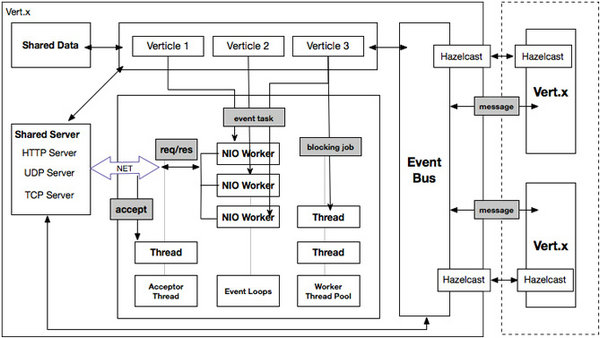 Vert.x
Shared Data
Verticle 1
Verticle 2
Verticle 3
Hazelcast
Hazelcast
Vert.x
event task
message
Shared Server
HTTP Server
UDP Server
TCP Server
NET
req/res
NIO Worker
blocking job
NIO Worker
Event
Bus
accept
NIO Worker
Thread
message
Vert.x
Thread
Thread
Acceptor
Thread
Event Loops
Worker
Thread Pool
Hazelcast
Hazelcast